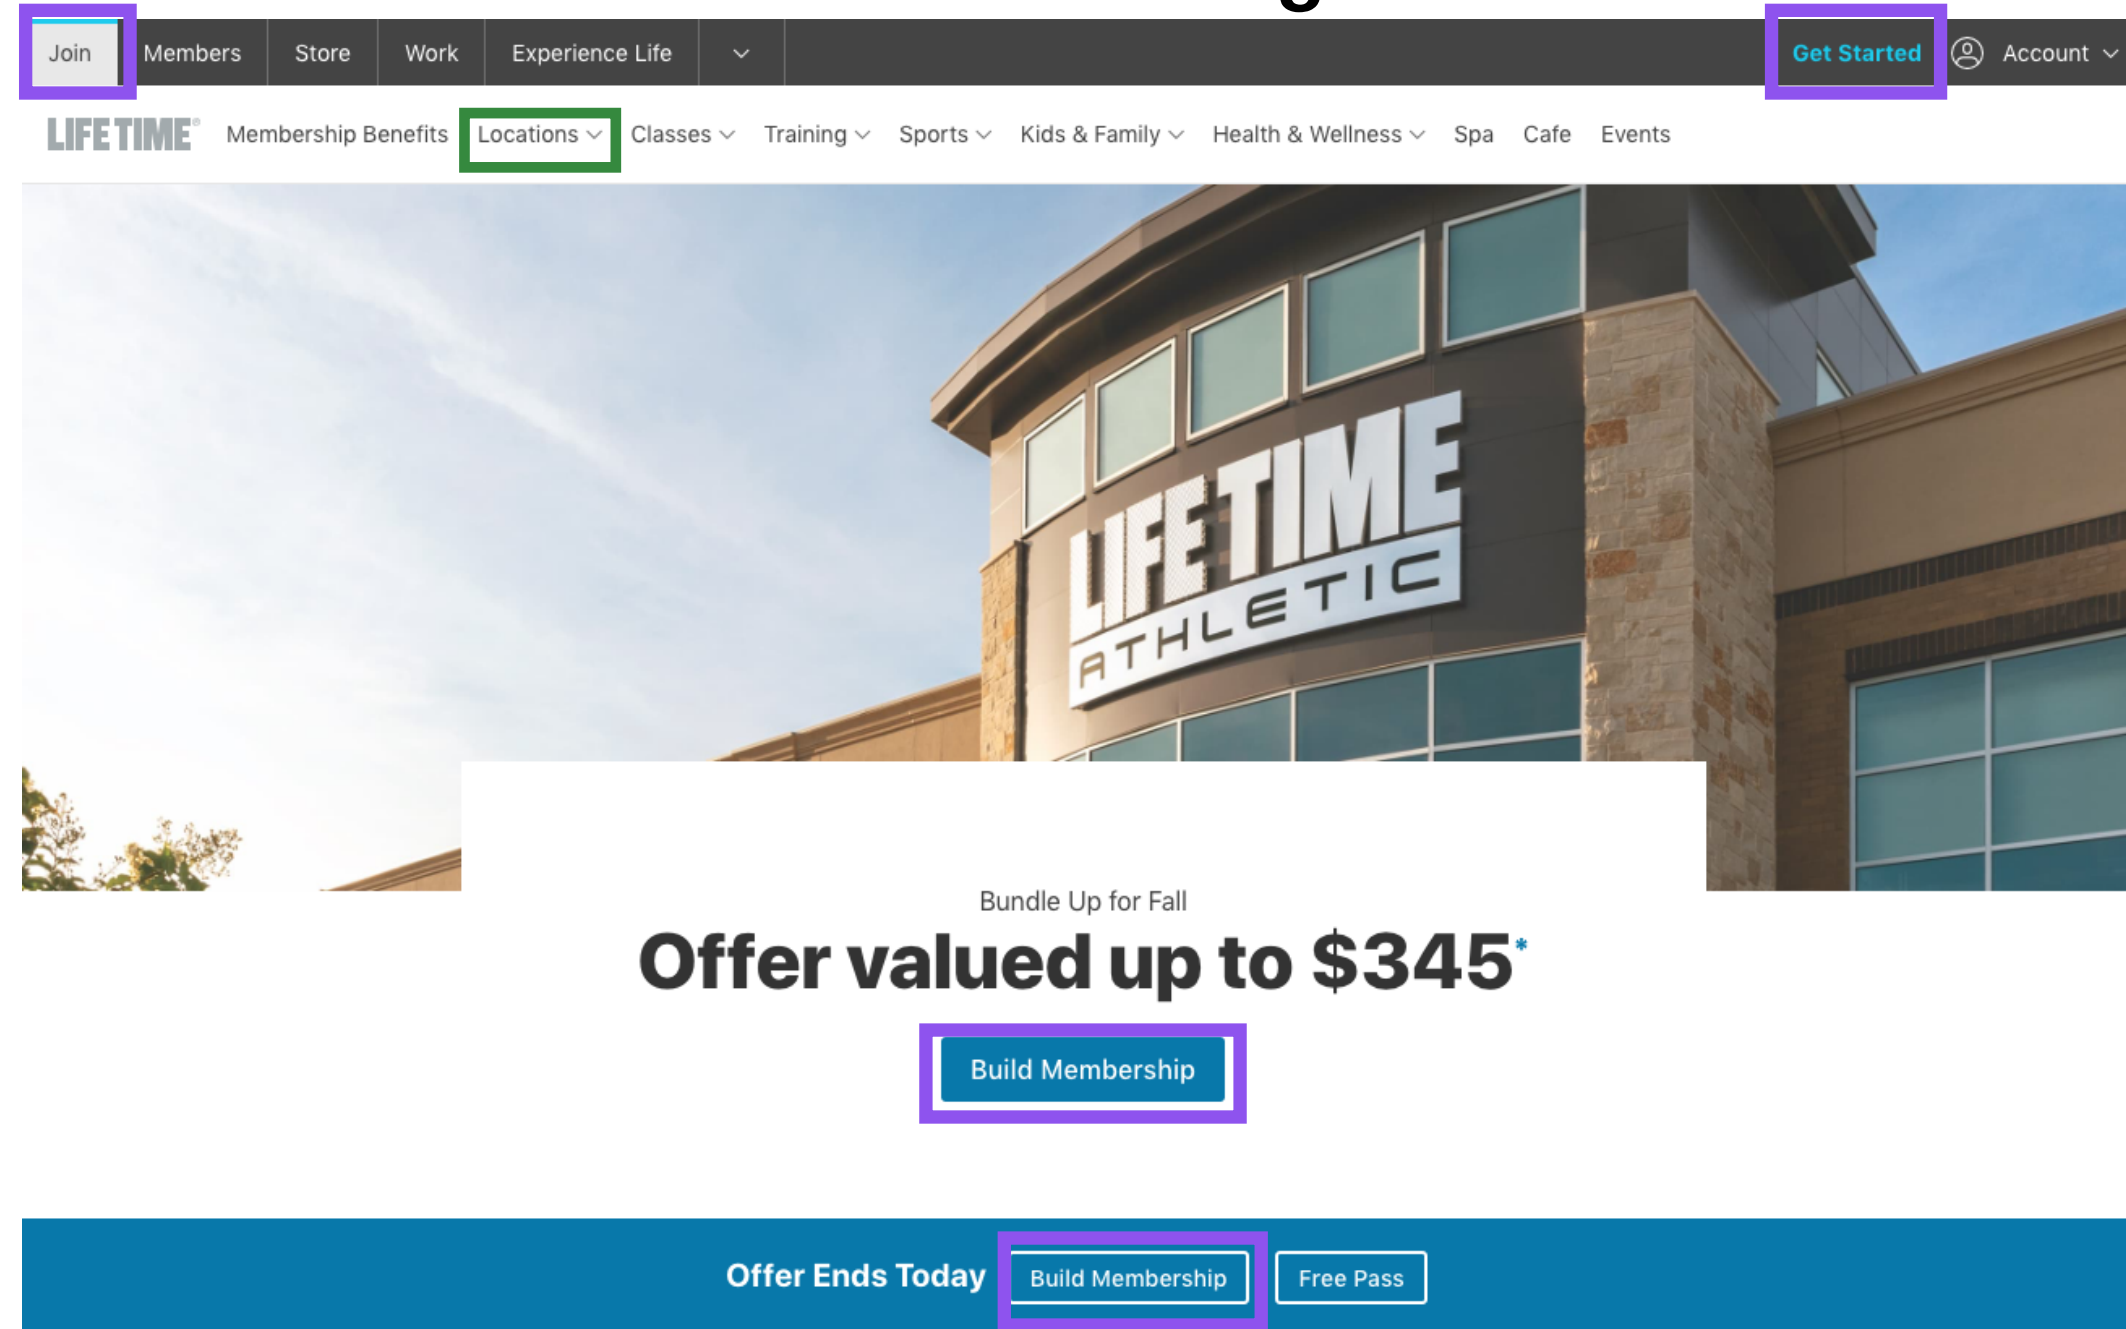 Join Members Store Work Experience Life Get Started Account
LIFE TIME® Membership Benefits Locations Classes Training Sports Kids & Family Health & Wellness Spa Cafe Events
LIFE TIME
ATHLETIC
Bundle Up for Fall
Offer valued up to $345*
Build Membership
Offer Ends Today Build Membership Free Pass